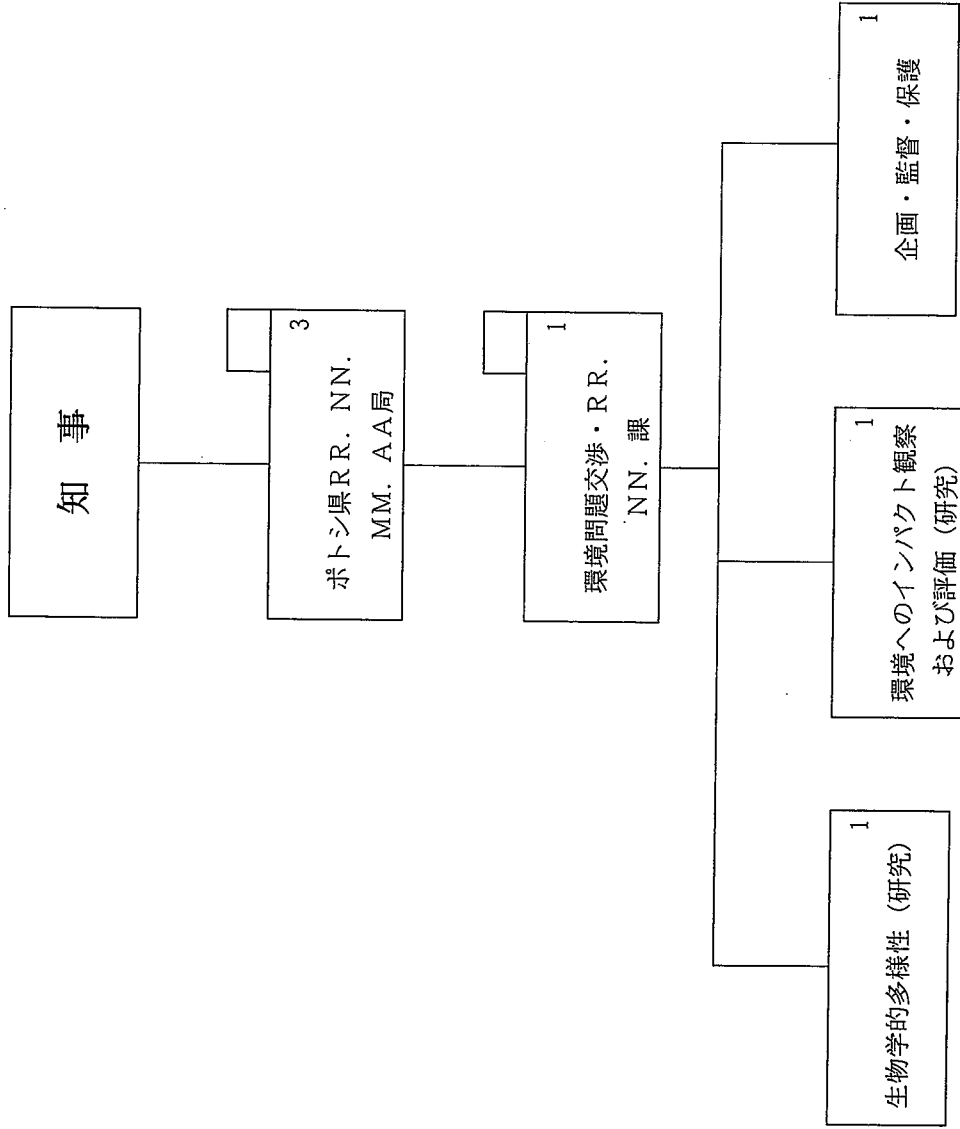 知 事
3
ポトシ県RR. NN.
MM. AA局
1
環境問題交渉・RR.
NN. 課
1
生物学的多様性 (研究)
1
環境へのインパクト観察
および評価 (研究)
1
企画・監督・保護